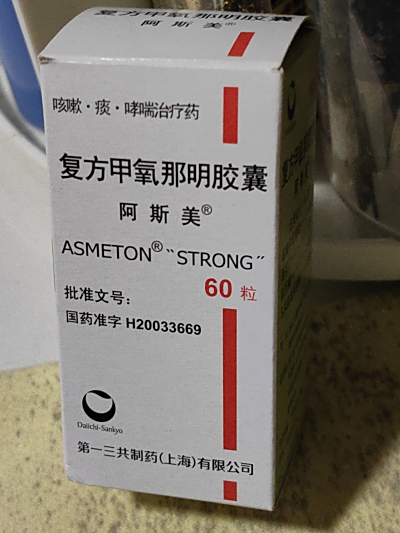 复方甲氧那明胶囊
阿斯美®
咳嗽·痰·哮喘治疗药
复方甲氧那明胶囊
阿斯美®
ASMETON® “STRONG”
60 粒
批准文号:
国药准字 H20033669
Daiichi-Sankyo
第一三共制药(上海)有限公司